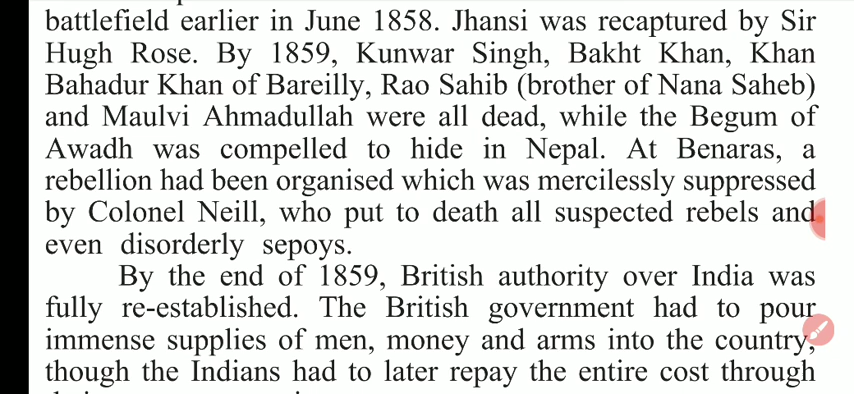 battlefield earlier in June 1858. Jhansi was recaptured by Sir
Hugh Rose. By 1859, Kunwar Singh, Bakht Khan, Khan
Bahadur Khan of Bareilly, Rao Sahib (brother of Nana Saheb)
and Maulvi Ahmadullah were all dead, while the Begum of
Awadh was compelled to hide in Nepal. At Benaras, a
rebellion had been organised which was mercilessly suppressed
by Colonel Neill, who put to death all suspected rebels and
even disorderly sepoys.
By the end of 1859, British authority over India was
fully re-established. The British government had to pour
immense supplies of men, money and arms into the country,
though the Indians had to later repay the entire cost through